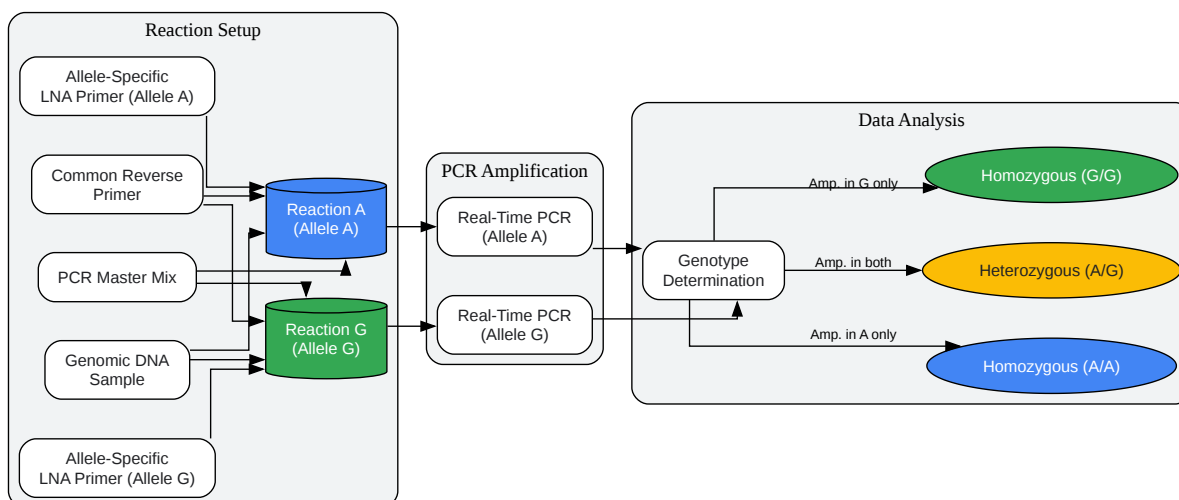 Reaction Setup
Allele-Specific
LNA Primer (Allele A)
Common Reverse
Primer
PCR Master Mix
Genomic DNA
Sample
Allele-Specific
LNA Primer (Allele G)
Reaction A
(Allele A)
Reaction G
(Allele G)
PCR Amplification
Real-Time PCR
(Allele A)
Real-Time PCR
(Allele G)
Data Analysis
Genotype
Determination
Amp. in G only
Amp. in both
Amp. in A only
Homozygous (G/G)
Heterozygous (A/G)
Homozygous (A/A)